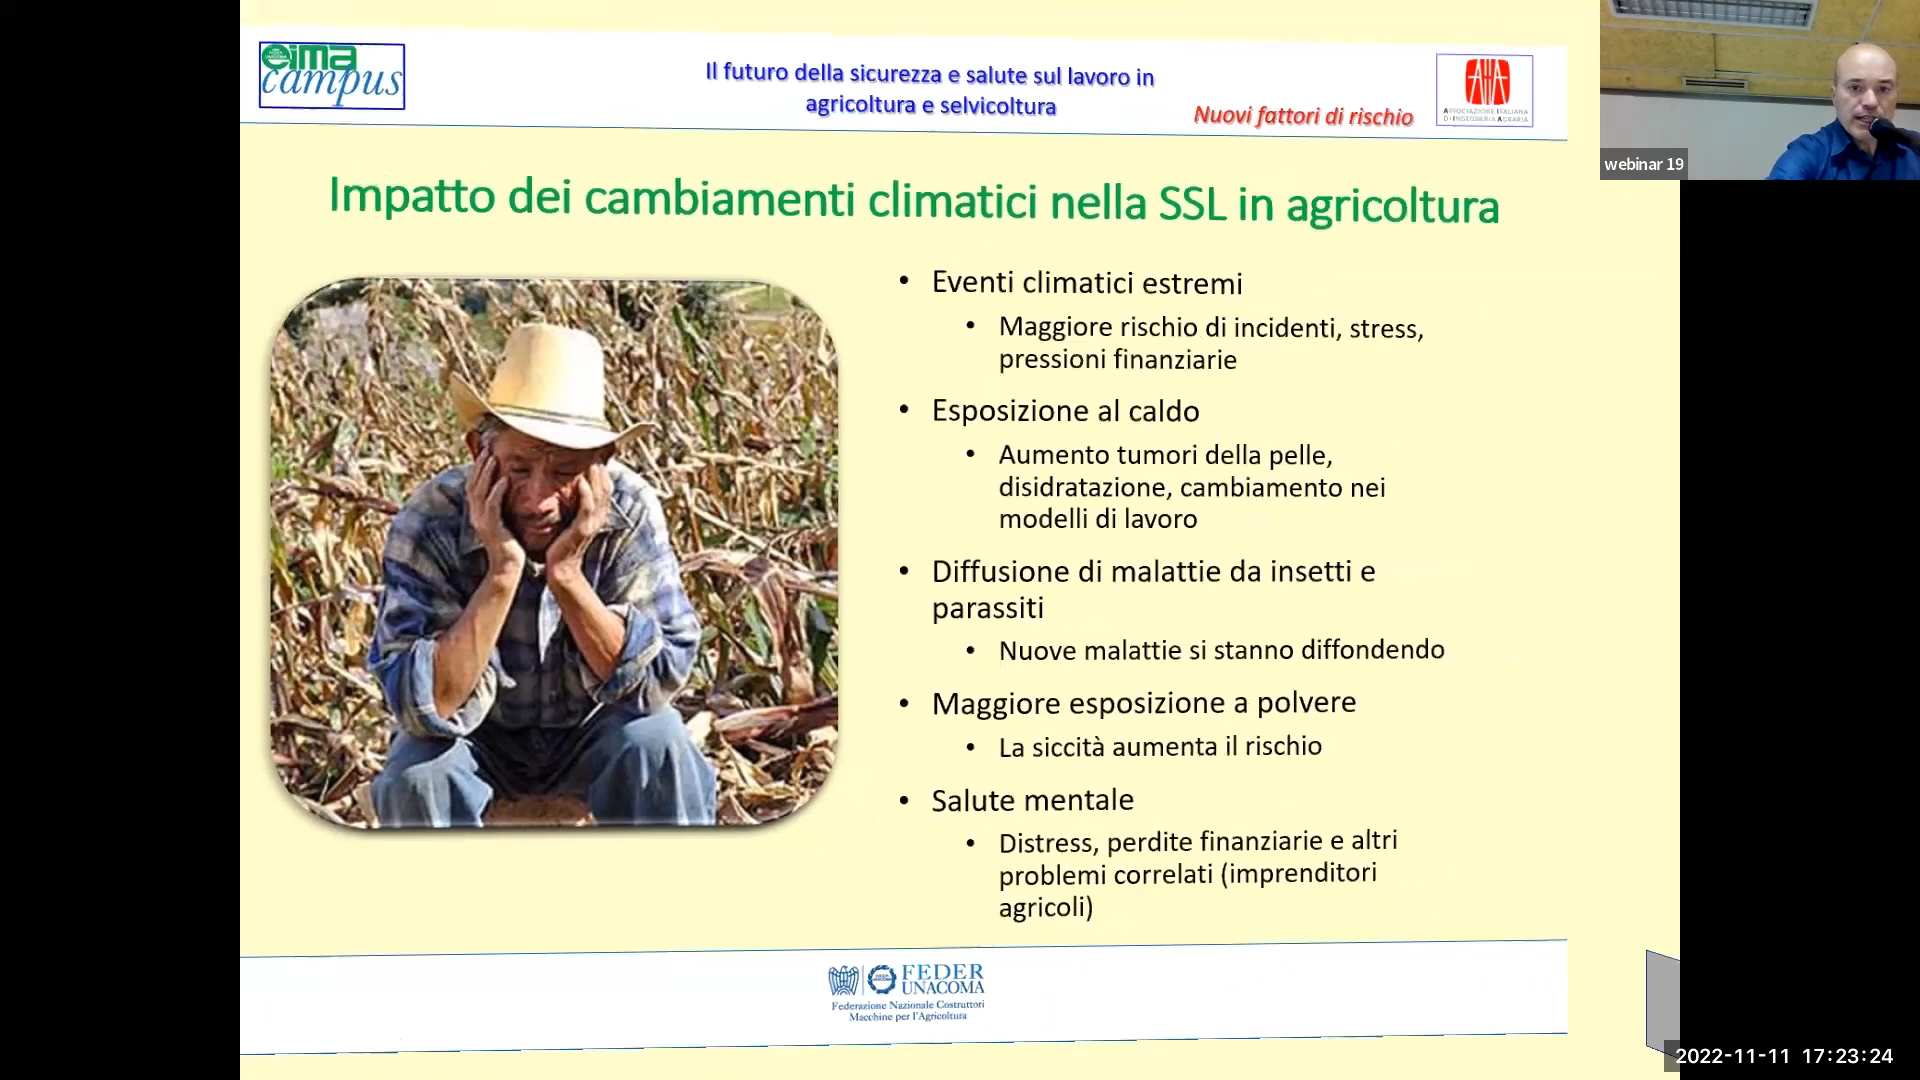 eima
campus
Il futuro della sicurezza e salute sul lavoro in
agricoltura e selvicoltura
Nuovi fattori di rischio
ASSOCIAZIONE ITALIANA
DI INGEGNERIA AGRARIA
webinar 19
Impatto dei cambiamenti climatici nella SSL in agricoltura
• Eventi climatici estremi
• Maggiore rischio di incidenti, stress,
pressioni finanziarie
• Esposizione al caldo
• Aumento tumori della pelle,
disidratazione, cambiamento nei
modelli di lavoro
• Diffusione di malattie da insetti e
parassiti
• Nuove malattie si stanno diffondendo
• Maggiore esposizione a polvere
• La siccità aumenta il rischio
• Salute mentale
• Distress, perdite finanziarie e altri
problemi correlati (imprenditori
agricoli)
FEDER
UNACOMA
Federazione Nazionale Costruttori
Macchine per l'Agricoltura
2022-11-11 17:23:24